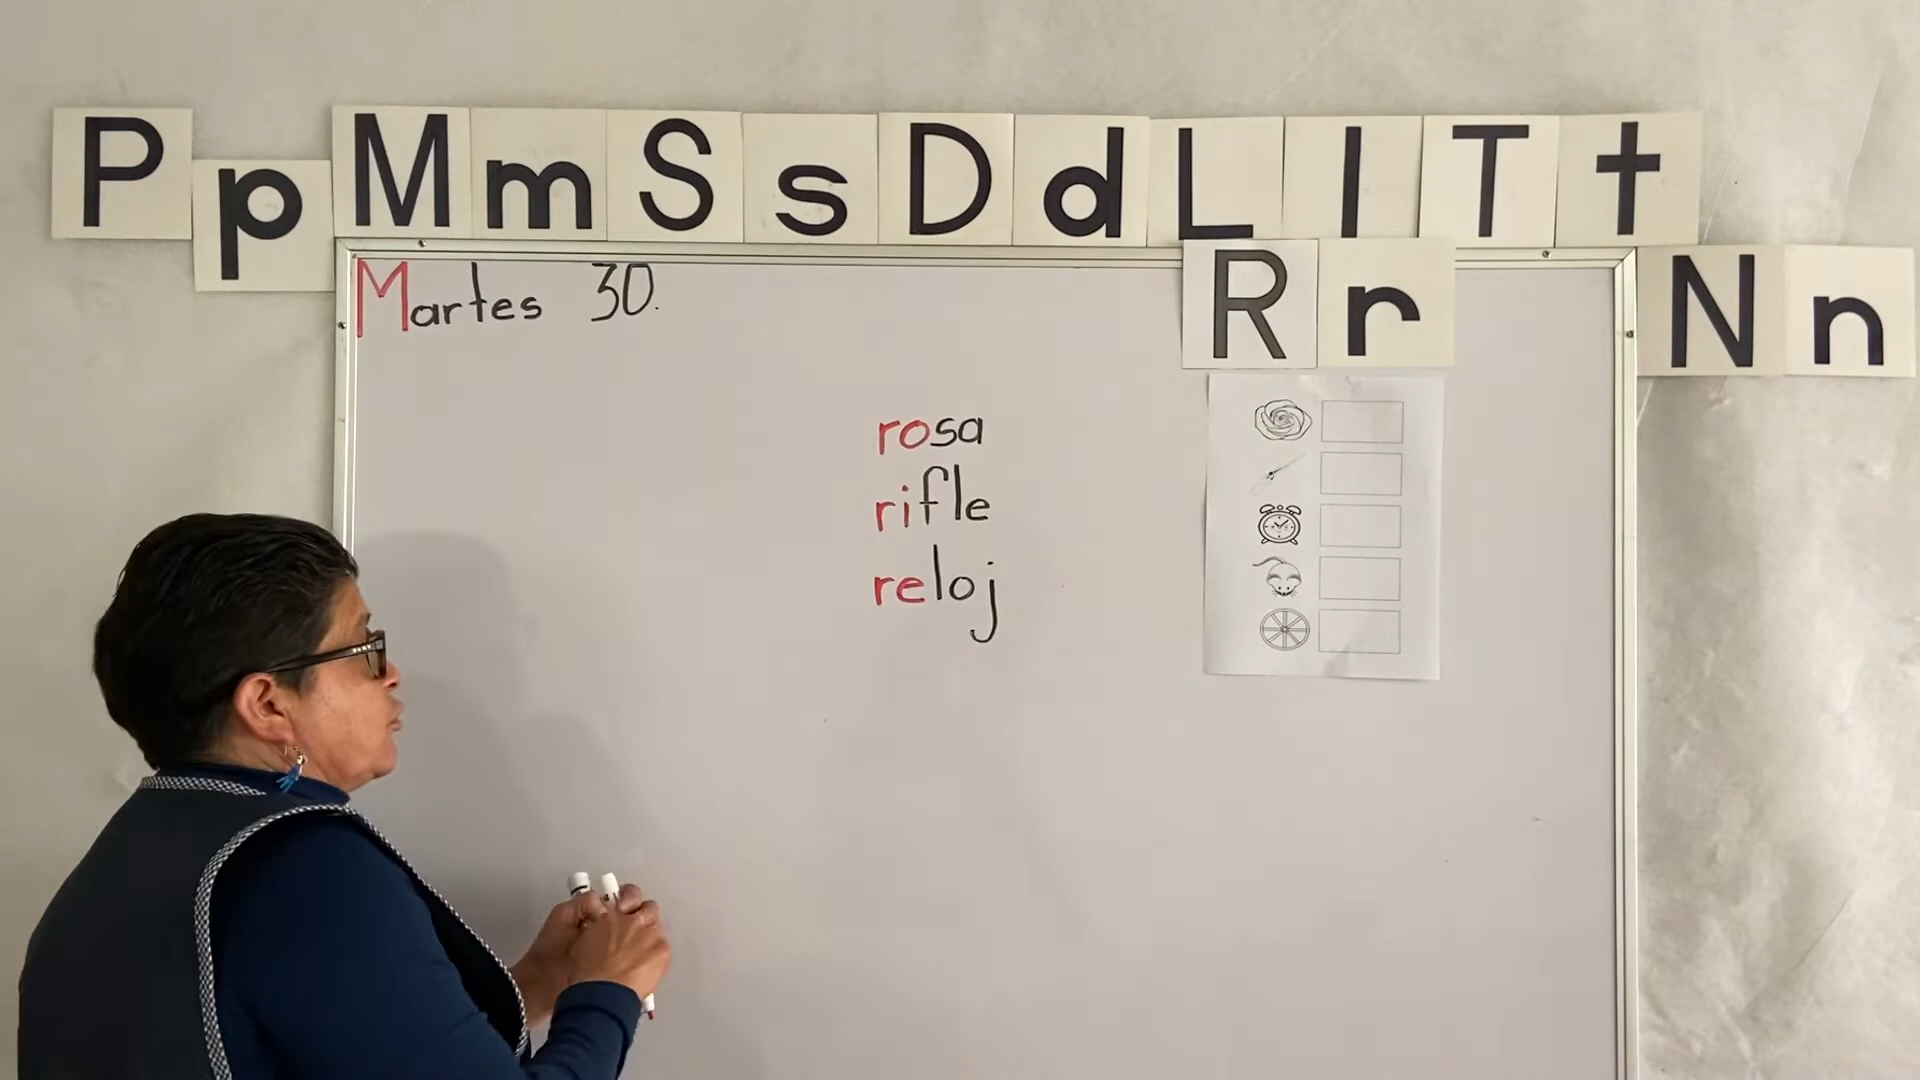 P p M m S s D d L l T t
R r N n
Martes 30.
rosa
rifle
reloj